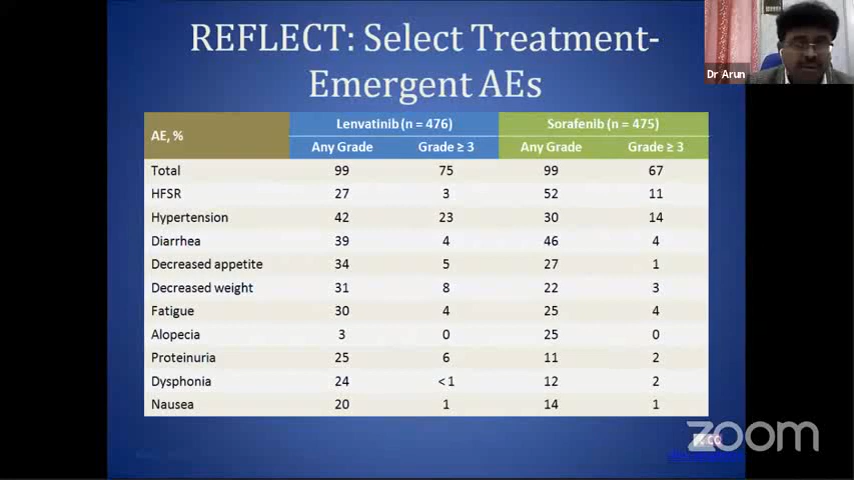 REFLECT: Select Treatment-
Emergent AEs
Dr Arun
AE, %
Lenvatinib (n = 476)
Sorafenib (n = 475)
Any Grade
Grade ≥ 3
Any Grade
Grade ≥ 3
Total 99 75 99 67
HFSR 27 3 52 11
Hypertension 42 23 30 14
Diarrhea 39 4 46 4
Decreased appetite 34 5 27 1
Decreased weight 31 8 22 3
Fatigue 30 4 25 4
Alopecia 3 0 25 0
Proteinuria 25 6 11 2
Dysphonia 24 < 1 12 2
Nausea 20 1 14 1
zoom